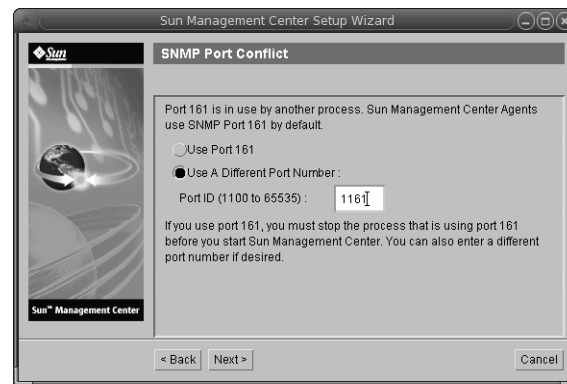 Sun Management Center Setup Wizard
Sun
SNMP Port Conflict
Port 161 is in use by another process. Sun Management Center Agents
use SNMP Port 161 by default.
Use Port 161
Use A Different Port Number :
Port ID (1100 to 65535) :
1161
If you use port 161, you must stop the process that is using port 161
before you start Sun Management Center. You can also enter a different
port number if desired.
Sun™ Management Center
< Back
Next >
Cancel